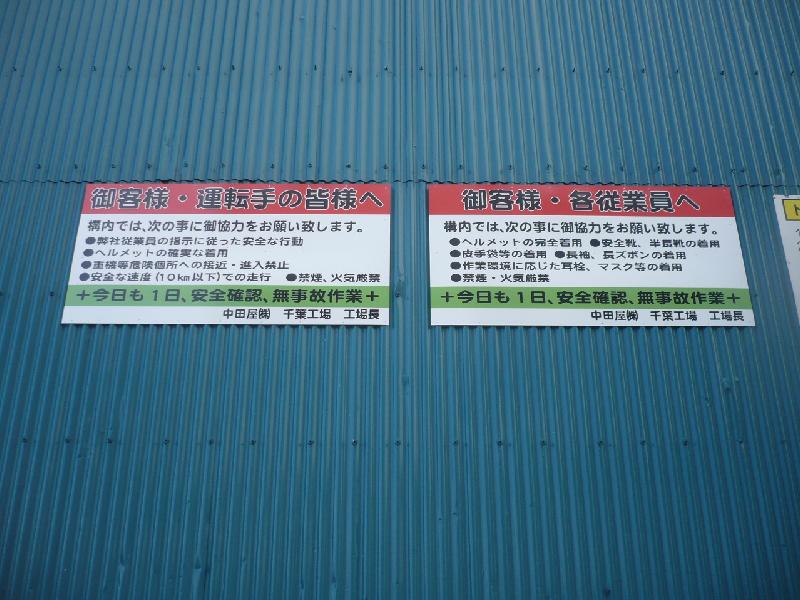 御客様・運転手の皆様へ
構内では、次の事に御協力をお願い致します。
●弊社従業員の指示に従った安全な行動
●ヘルメットの確実な着用
●重機等危険個所への接近・進入禁止
●安全な速度(10km以下)での走行 ●禁煙、火気厳禁
+今日も1日、安全確認、無事故作業+
中田屋㈱ 千葉工場 工場長
御客様・各従業員へ
構内では、次の事に御協力をお願い致します。
●ヘルメットの完全着用 ●安全靴、半長靴の着用
●皮手袋等の着用 ●長袖、長ズボンの着用
●作業環境に応じた耳栓、マスク等の着用
●禁煙・火気厳禁
+今日も1日、安全確認、無事故作業+
中田屋㈱ 千葉工場 工場長